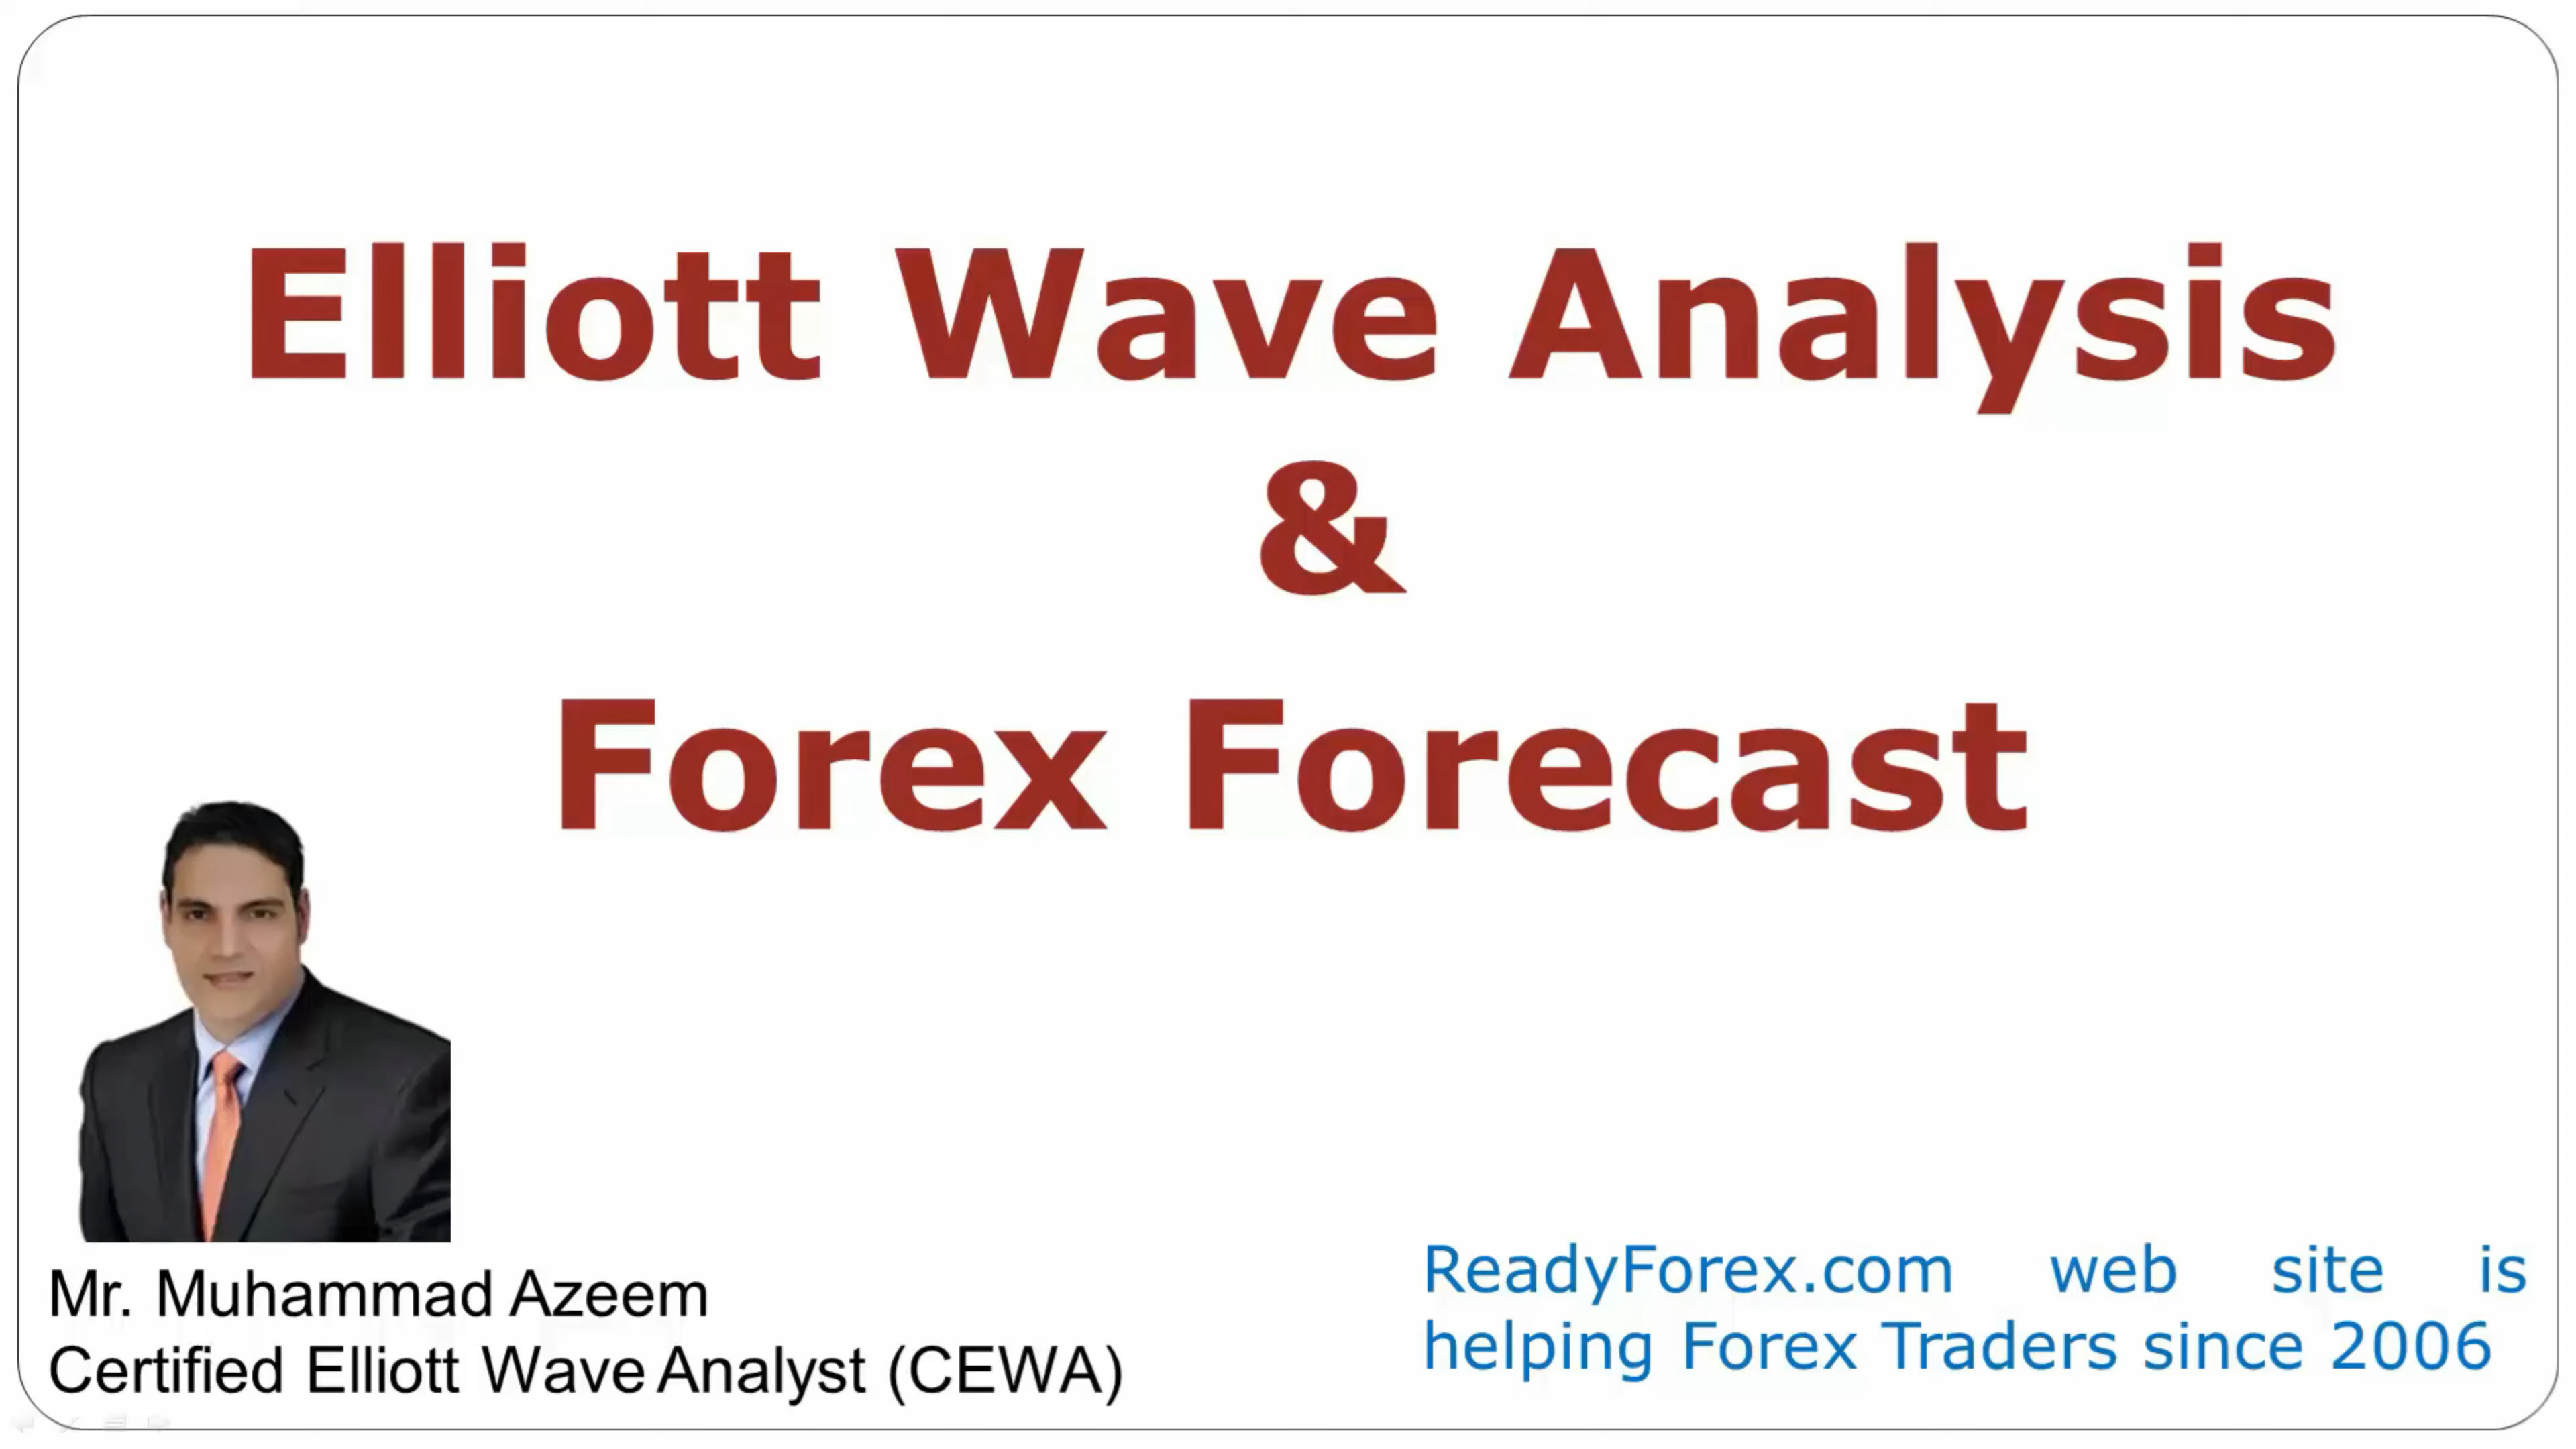 Elliott Wave Analysis
&
Forex Forecast
Mr. Muhammad Azeem
Certified Elliott Wave Analyst (CEWA)
ReadyForex.com web site is
helping Forex Traders since 2006